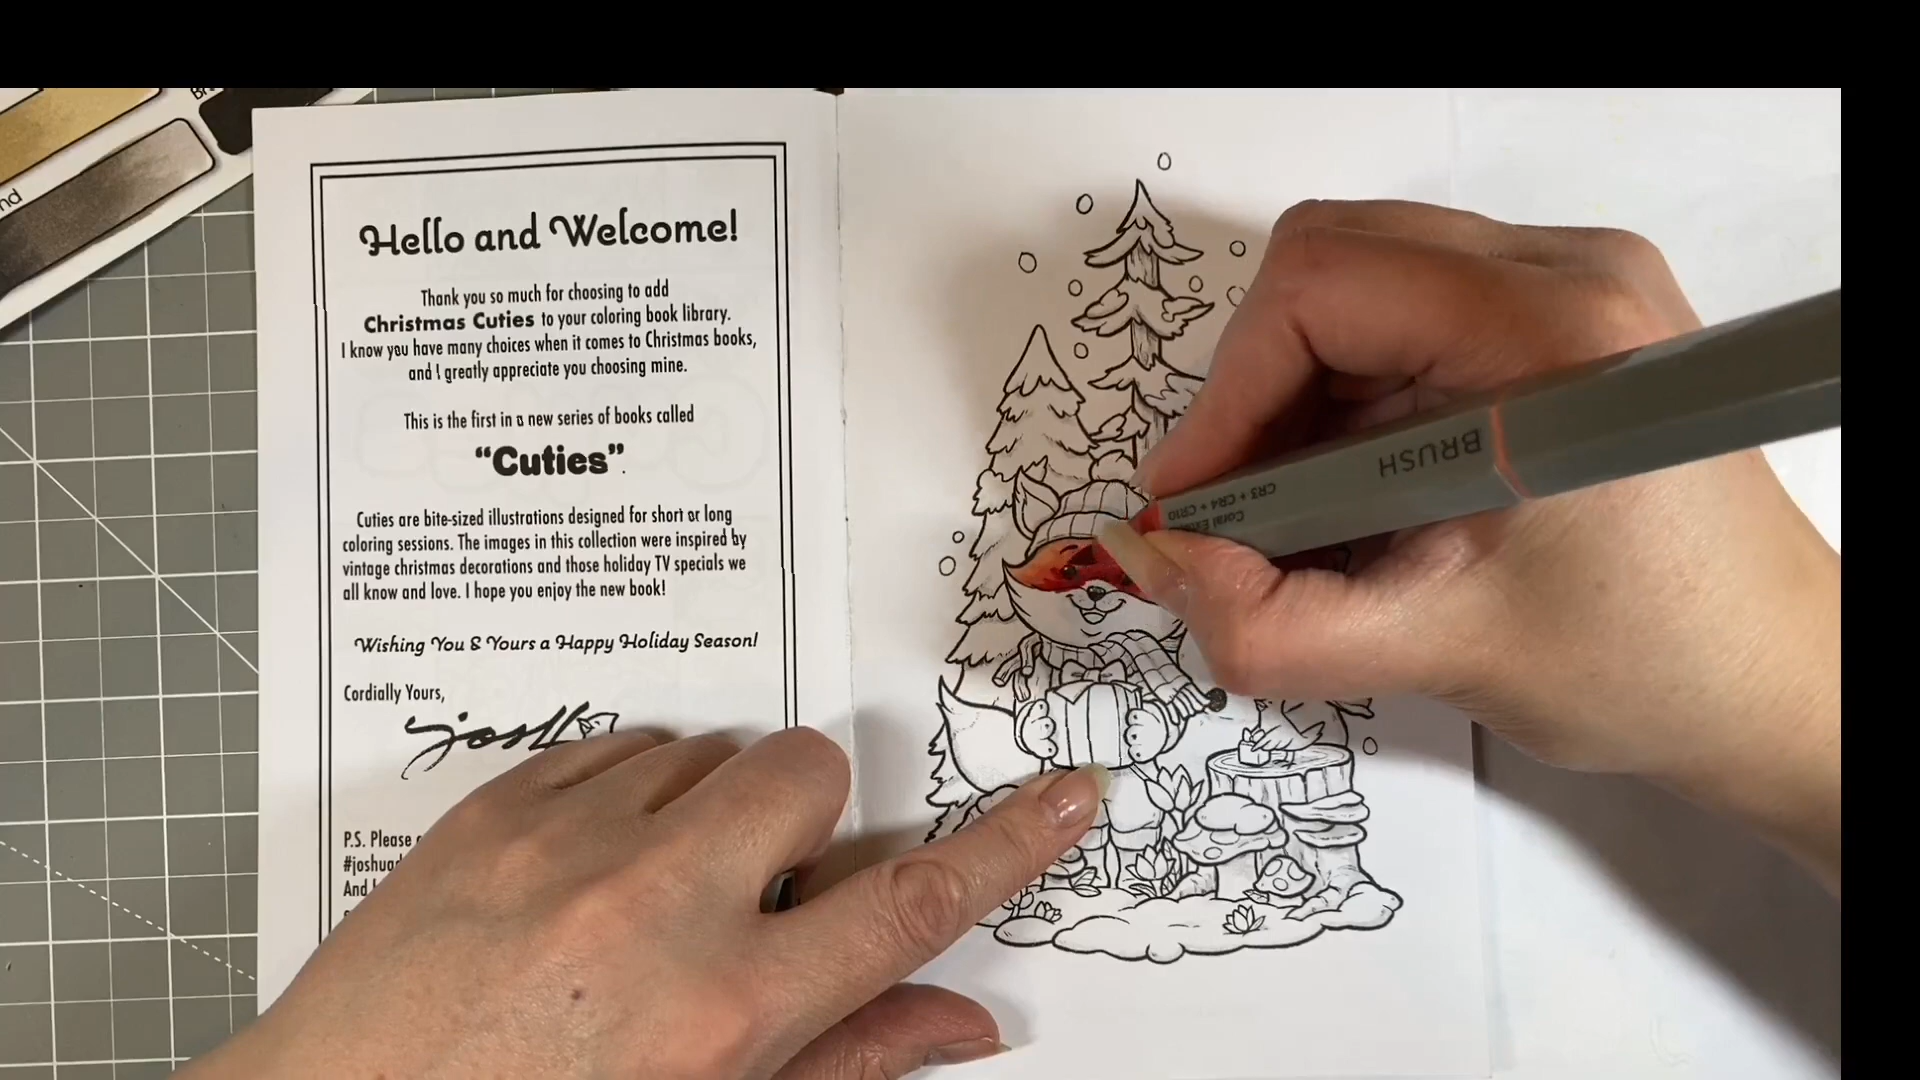 nd
Hello and Welcome!
Thank you so much for choosing to add
Christmas Cuties to your coloring book library.
I know you have many choices when it comes to Christmas books,
and I greatly appreciate you choosing mine.
This is the first in a new series of books called
“Cuties”.
Cuties are bite-sized illustrations designed for short or long
coloring sessions. The images in this collection were inspired by
vintage christmas decorations and those holiday TV specials we
all know and love. I hope you enjoy the new book!
Wishing You & Yours a Happy Holiday Season!
Cordially Yours,
josh
P.S. Please
#joshuad
And
BRUSH
CR3 + CR4 + CR10
Coral